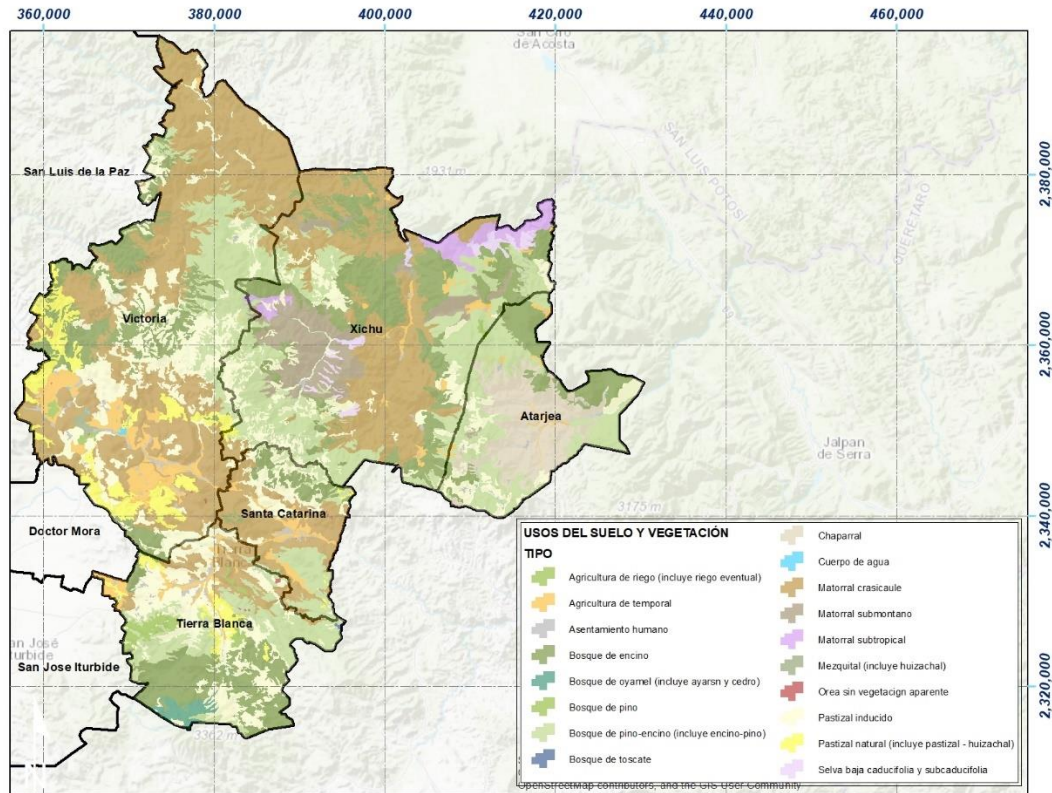 360,000 380,000 400,000 420,000 440,000 460,000
de Acosta
San Luis de la Paz
1931 m
SAN LUIS POTOSÍ
QUERÉTARO
2,380,000
Victoria
Xichu
2,360,000
Atarjea
Jalpan
de Serra
3175 m
2,340,000
Doctor Mora
Santa Catarina
Tierra
Blanca
Tierra Blanca
an José
Iturbide
San Jose Iturbide
2,320,000
3362 m
USOS DEL SUELO Y VEGETACIÓN
TIPO
Agricultura de riego (incluye riego eventual)
Agricultura de temporal
Asentamiento humano
Bosque de encino
Bosque de oyamel (incluye ayarsn y cedro)
Bosque de pino
Bosque de pino-encino (incluye encino-pino)
Bosque de toscate
Chaparral
Cuerpo de agua
Matorral crasicaule
Matorral submontano
Matorral subtropical
Mezquital (incluye huizachal)
Orea sin vegetacign aparente
Pastizal inducido
Pastizal natural (incluye pastizal - huizachal)
Selva baja caducifolia y subcaducifolia
OpenStreetMap contributors, and the GIS User Community